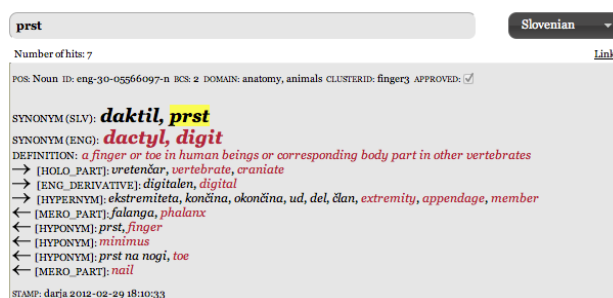 prst Slovenian
Number of hits: 7 Link
POS: Noun ID: eng-30-05566097-n BCS: 2 DOMAIN: anatomy, animals CLUSTERID: finger3 APPROVED:
SYNONYM (SLV): daktil, prst
SYNONYM (ENG): dactyl, digit
DEFINITION: a finger or toe in human beings or corresponding body part in other vertebrates
→ [HOLO_PART]: vretenčar, vertebrate, craniate
→ [ENG_DERIVATIVE]: digitalen, digital
→ [HYPERNYM]: ekstremiteta, končina, okončina, ud, del, član, extremity, appendage, member
← [MERO_PART]: falanga, phalanx
← [HYPONYM]: prst, finger
← [HYPONYM]: minimus
← [HYPONYM]: prst na nogi, toe
← [MERO_PART]: nail
STAMP: darja 2012-02-29 18:10:33